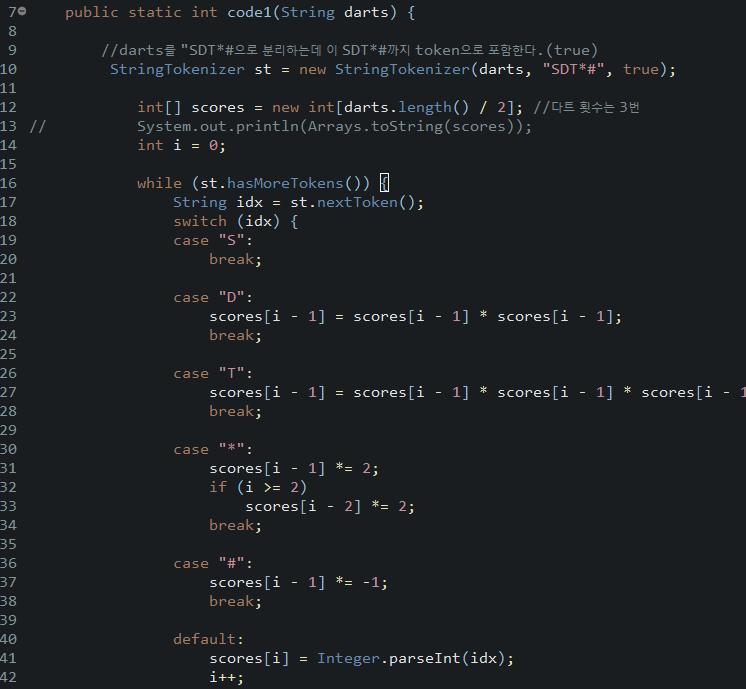 7 public static int code1(String darts) {
8
9 //darts를 "SDT*#으로 분리하는데 이 SDT*#까지 token으로 포함한다.(true)
10 StringTokenizer st = new StringTokenizer(darts, "SDT*#", true);
11
12 int[] scores = new int[darts.length() / 2]; //다트 횟수는 3번
13 // System.out.println(Arrays.toString(scores));
14 int i = 0;
15
16 while (st.hasMoreTokens()) {
17 String idx = st.nextToken();
18 switch (idx) {
19 case "S":
20 break;
21
22 case "D":
23 scores[i - 1] = scores[i - 1] * scores[i - 1];
24 break;
25
26 case "T":
27 scores[i - 1] = scores[i - 1] * scores[i - 1] * scores[i - 1
28 break;
29
30 case "*":
31 scores[i - 1] *= 2;
32 if (i >= 2)
33 scores[i - 2] *= 2;
34 break;
35
36 case "#":
37 scores[i - 1] *= -1;
38 break;
39
40 default:
41 scores[i] = Integer.parseInt(idx);
42 i++;